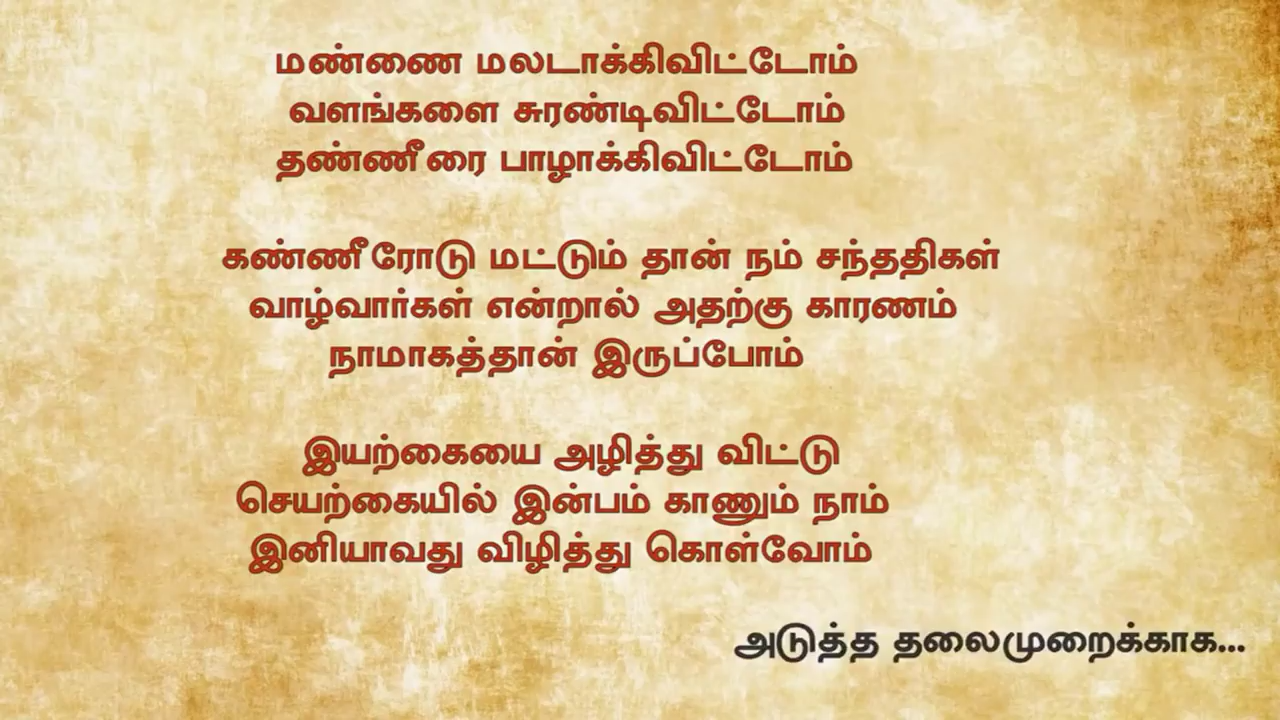 மண்ணை மலடாக்கிவிட்டோம்
வளங்களை சுரண்டிவிட்டோம்
தண்ணீரை பாழாக்கிவிட்டோம்
கண்ணீரோடு மட்டும் தான் நம் சந்ததிகள்
வாழ்வார்கள் என்றால் அதற்கு காரணம்
நாமாகத்தான் இருப்போம்
இயற்கையை அழித்து விட்டு
செயற்கையில் இன்பம் காணும் நாம்
இனியாவது விழித்து கொள்வோம்
அடுத்த தலைமுறைக்காக...